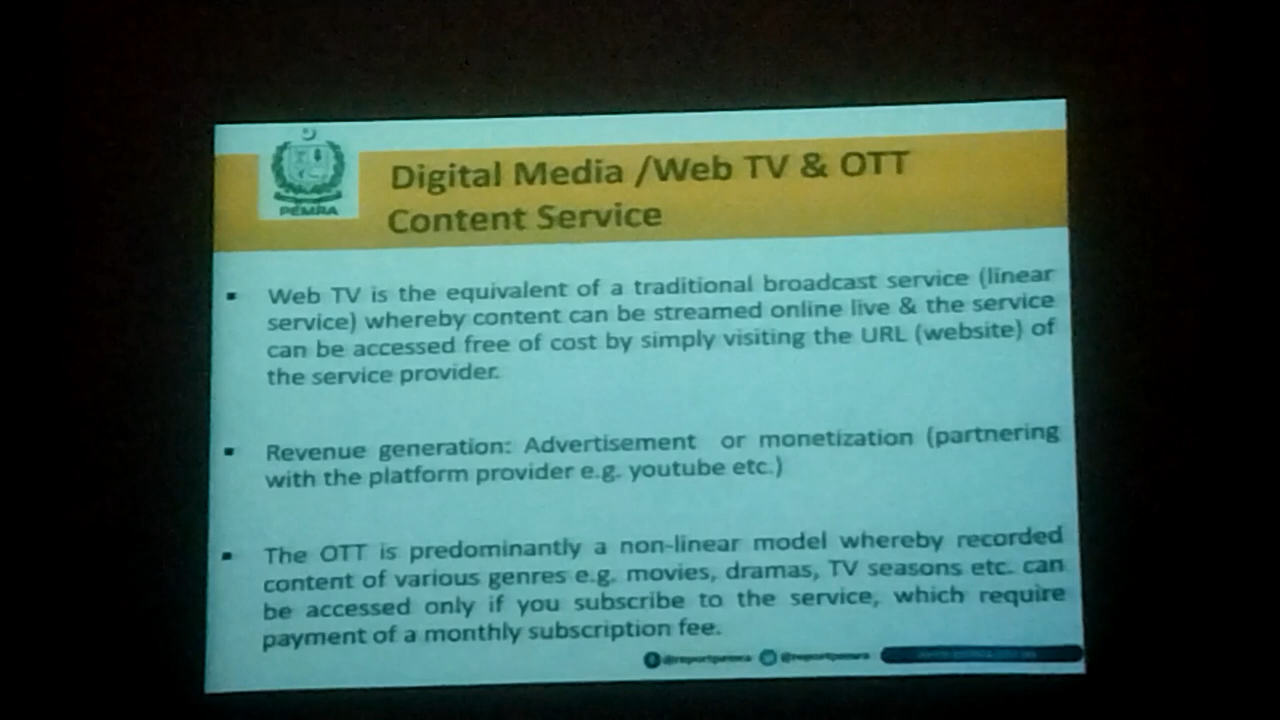 PEMRA
Digital Media /Web TV & OTT
Content Service
▪ Web TV is the equivalent of a traditional broadcast service (linear
service) whereby content can be streamed online live & the service
can be accessed free of cost by simply visiting the URL (website) of
the service provider.
▪ Revenue generation: Advertisement or monetization (partnering
with the platform provider e.g. youtube etc.)
▪ The OTT is predominantly a non-linear model whereby recorded
content of various genres e.g. movies, dramas, TV seasons etc. can
be accessed only if you subscribe to the service, which require
payment of a monthly subscription fee.
@reportpemra @reportpemra